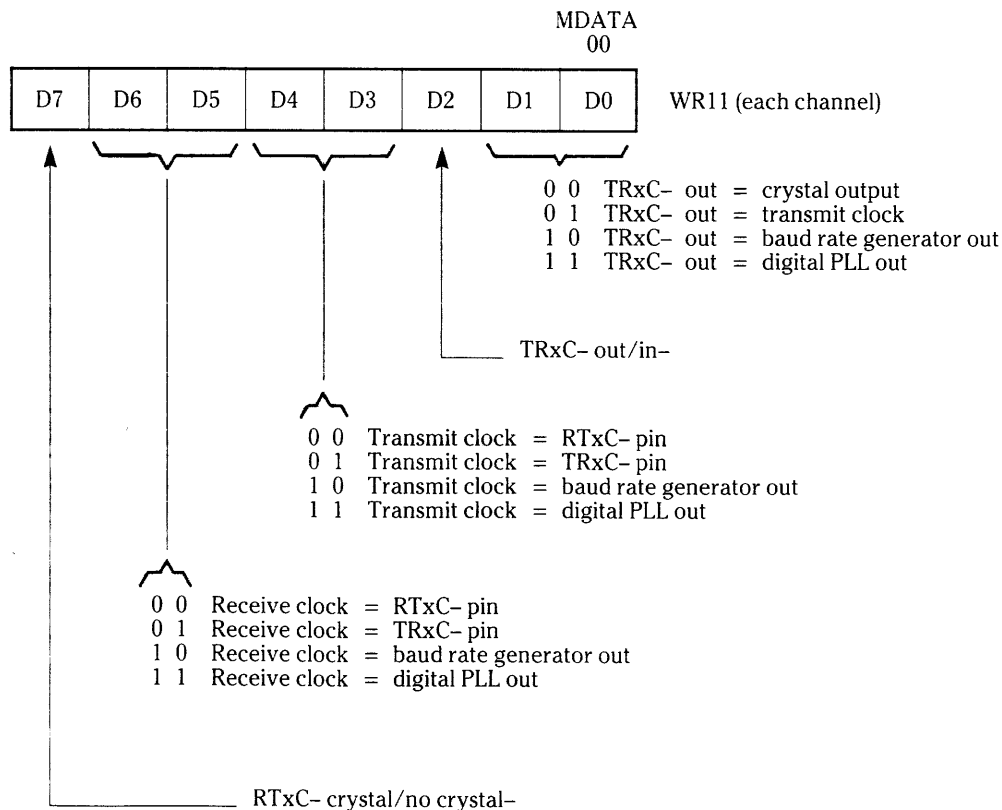 MDATA
00
D7 D6 D5 D4 D3 D2 D1 D0 WR11 (each channel)
0 0 TRxC– out = crystal output
0 1 TRxC– out = transmit clock
1 0 TRxC– out = baud rate generator out
1 1 TRxC– out = digital PLL out
TRxC– out/in–
0 0 Transmit clock = RTxC– pin
0 1 Transmit clock = TRxC– pin
1 0 Transmit clock = baud rate generator out
1 1 Transmit clock = digital PLL out
0 0 Receive clock = RTxC– pin
0 1 Receive clock = TRxC– pin
1 0 Receive clock = baud rate generator out
1 1 Receive clock = digital PLL out
RTxC– crystal/no crystal–